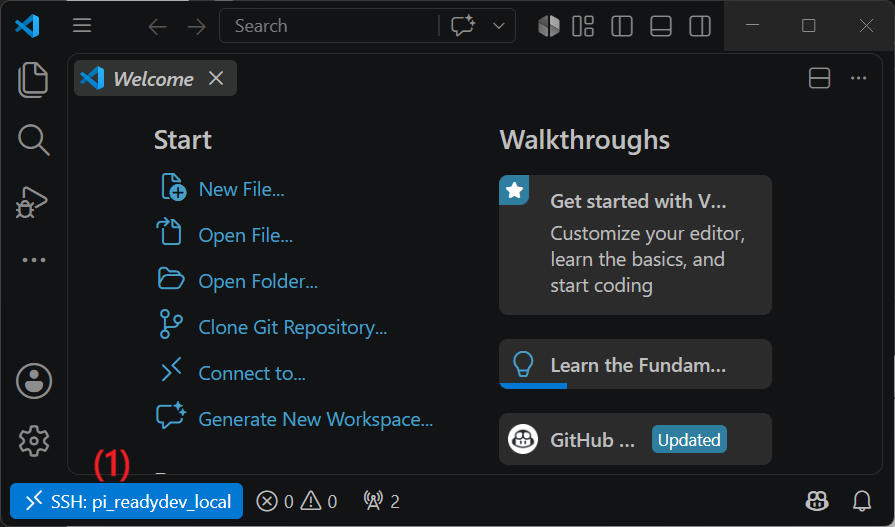 Search
Welcome
Start
New File...
Open File...
Open Folder...
Clone Git Repository...
Connect to...
Generate New Workspace...
Walkthroughs
Get started with V...
Customize your editor,
learn the basics, and
start coding
Learn the Fundam...
GitHub ... Updated
(1)
SSH: pi_readydev_local 0 0 2